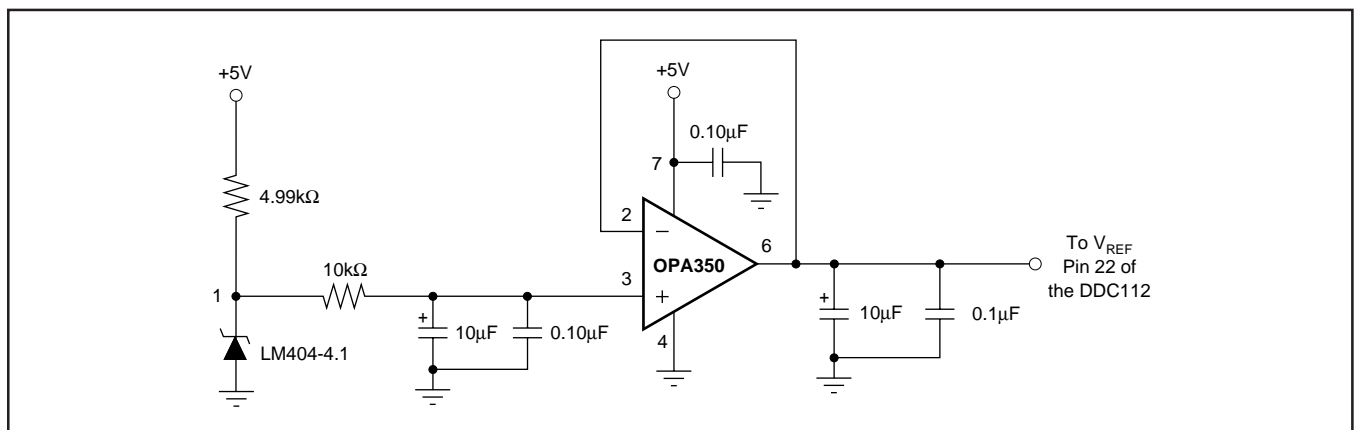 +5V
4.99kΩ
1
10kΩ
LM404-4.1
10µF
0.10µF
+
+5V
0.10µF
7
2
−
OPA350
3
+
4
6
+
10µF
0.1µF
To VREF
Pin 22 of
the DDC112